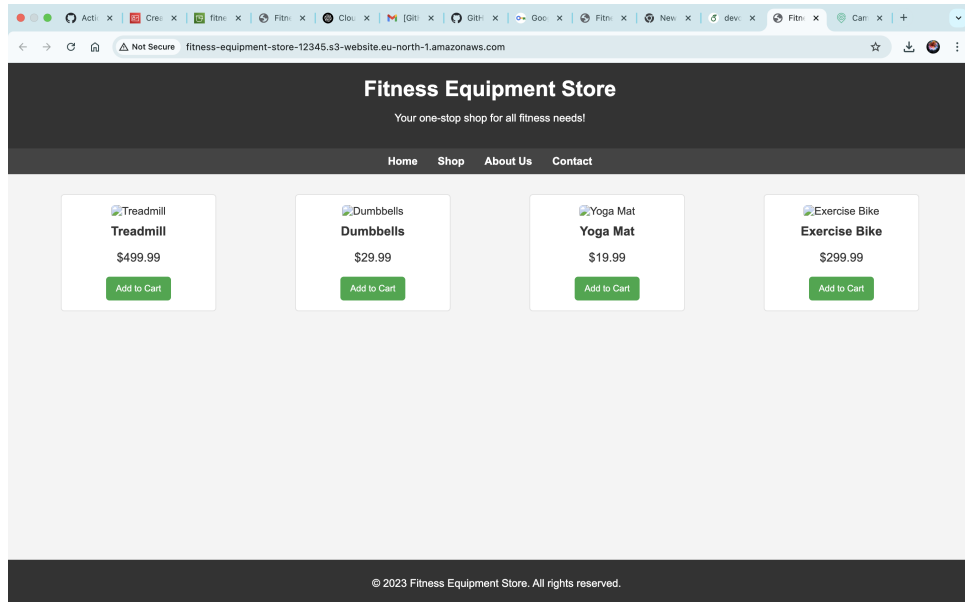 Acti
Crea
fitne
Fitn
Clou
[Gitl
GitH
Goo
Fitn
New
devo
Fitn
Cam
Not Secure
fitness-equipment-store-12345.s3-website.eu-north-1.amazonaws.com
Fitness Equipment Store
Your one-stop shop for all fitness needs!
Home Shop About Us Contact
Treadmill Dumbbells Yoga Mat Exercise Bike
Treadmill Dumbbells Yoga Mat Exercise Bike
$499.99 $29.99 $19.99 $299.99
Add to Cart Add to Cart Add to Cart Add to Cart
© 2023 Fitness Equipment Store. All rights reserved.